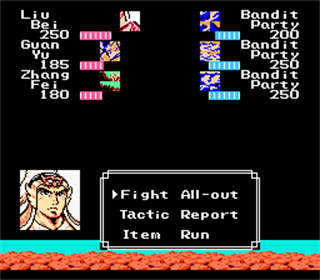 Liu Bandit
Bei Party
250 200
Guan Bandit
Yu Party
185 250
Zhang Bandit
Fei Party
180 250
Fight All-out
Tactic Report
Item Run